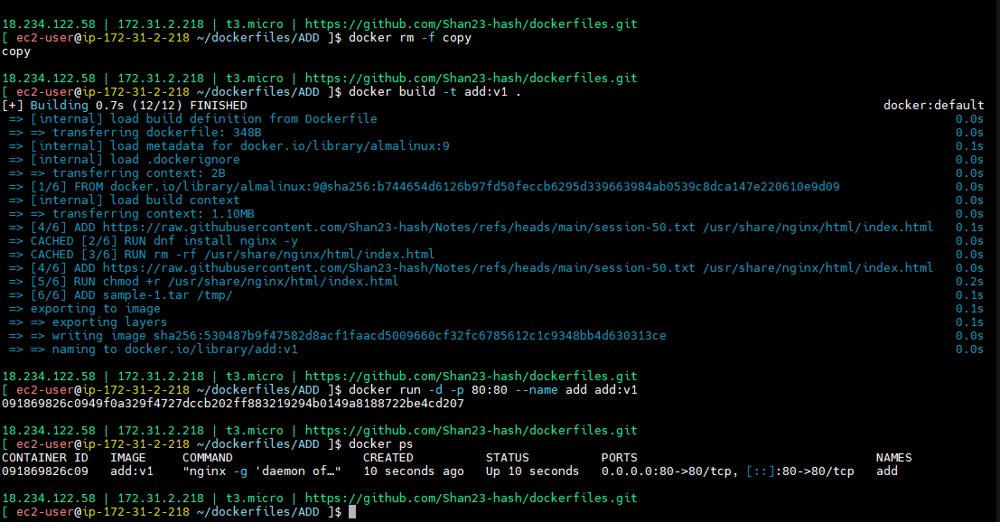 18.234.122.58 | 172.31.2.218 | t3.micro | https://github.com/Shan23-hash/dockerfiles.git
[ ec2-user@ip-172-31-2-218 ~/dockerfiles/ADD ]$ docker rm -f copy
copy
18.234.122.58 | 172.31.2.218 | t3.micro | https://github.com/Shan23-hash/dockerfiles.git
[ ec2-user@ip-172-31-2-218 ~/dockerfiles/ADD ]$ docker build -t add:v1 .
[+] Building 0.7s (12/12) FINISHED docker:default
=> [internal] load build definition from Dockerfile 0.0s
=> => transferring dockerfile: 348B 0.0s
=> [internal] load metadata for docker.io/library/almalinux:9 0.1s
=> [internal] load .dockerignore 0.0s
=> => transferring context: 2B 0.0s
=> [1/6] FROM docker.io/library/almalinux:9@sha256:b744654d6126b97fd50feccb6295d339663984ab0539c8dca147e220610e9d09 0.0s
=> [internal] load build context 0.0s
=> => transferring context: 1.10MB 0.0s
=> [4/6] ADD https://raw.githubusercontent.com/Shan23-hash/Notes/refs/heads/main/session-50.txt /usr/share/nginx/html/index.html 0.1s
=> CACHED [2/6] RUN dnf install nginx -y 0.0s
=> CACHED [3/6] RUN rm -rf /usr/share/nginx/html/index.html 0.0s
=> [4/6] ADD https://raw.githubusercontent.com/Shan23-hash/Notes/refs/heads/main/session-50.txt /usr/share/nginx/html/index.html 0.0s
=> [5/6] RUN chmod +r /usr/share/nginx/html/index.html 0.2s
=> [6/6] ADD sample-1.tar /tmp/ 0.1s
=> exporting to image 0.1s
=> => exporting layers 0.1s
=> => writing image sha256:530487b9f47582d8acf1faacd5009660cf32fc6785612c1c9348bb4d630313ce 0.0s
=> => naming to docker.io/library/add:v1 0.0s
18.234.122.58 | 172.31.2.218 | t3.micro | https://github.com/Shan23-hash/dockerfiles.git
[ ec2-user@ip-172-31-2-218 ~/dockerfiles/ADD ]$ docker run -d -p 80:80 --name add add:v1
091869826c0949f0a329f4727dccb202ff883219294b0149a8188722be4cd207
18.234.122.58 | 172.31.2.218 | t3.micro | https://github.com/Shan23-hash/dockerfiles.git
[ ec2-user@ip-172-31-2-218 ~/dockerfiles/ADD ]$ docker ps
CONTAINER ID IMAGE COMMAND CREATED STATUS PORTS NAMES
091869826c09 add:v1 "nginx -g 'daemon of…" 10 seconds ago Up 10 seconds 0.0.0.0:80->80/tcp, [::]:80->80/tcp add
18.234.122.58 | 172.31.2.218 | t3.micro | https://github.com/Shan23-hash/dockerfiles.git
[ ec2-user@ip-172-31-2-218 ~/dockerfiles/ADD ]$